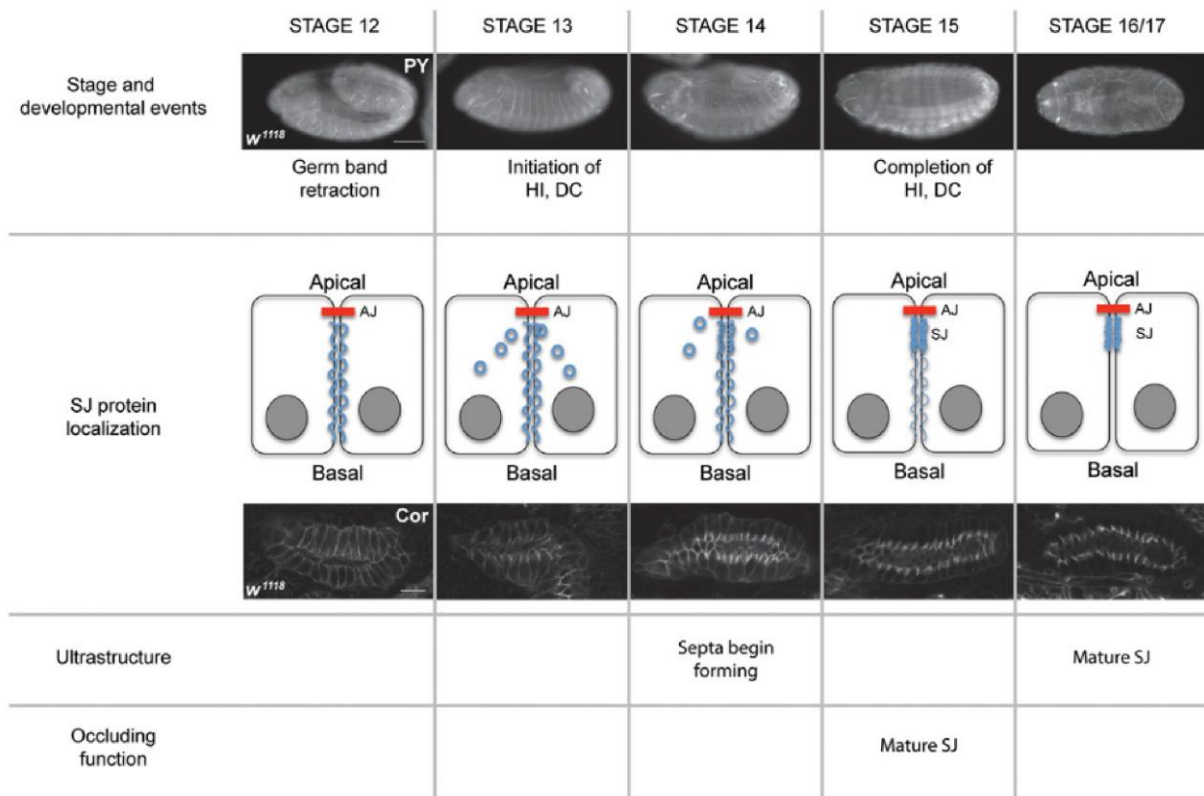 STAGE 12
STAGE 13
STAGE 14
STAGE 15
STAGE 16/17
Stage and
developmental events
PY
w1118
Germ band
retraction
Initiation of
HI, DC
Completion of
HI, DC
SJ protein
localization
Apical
AJ
Basal
Apical
AJ
Basal
Apical
AJ
Basal
Apical
AJ
SJ
Basal
Apical
AJ
SJ
Basal
Cor
w1118
Ultrastructure
Septa begin
forming
Mature SJ
Occluding
function
Mature SJ